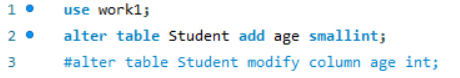 1 use work1;
2 alter table Student add age smallint;
3 #alter table Student modify column age int;